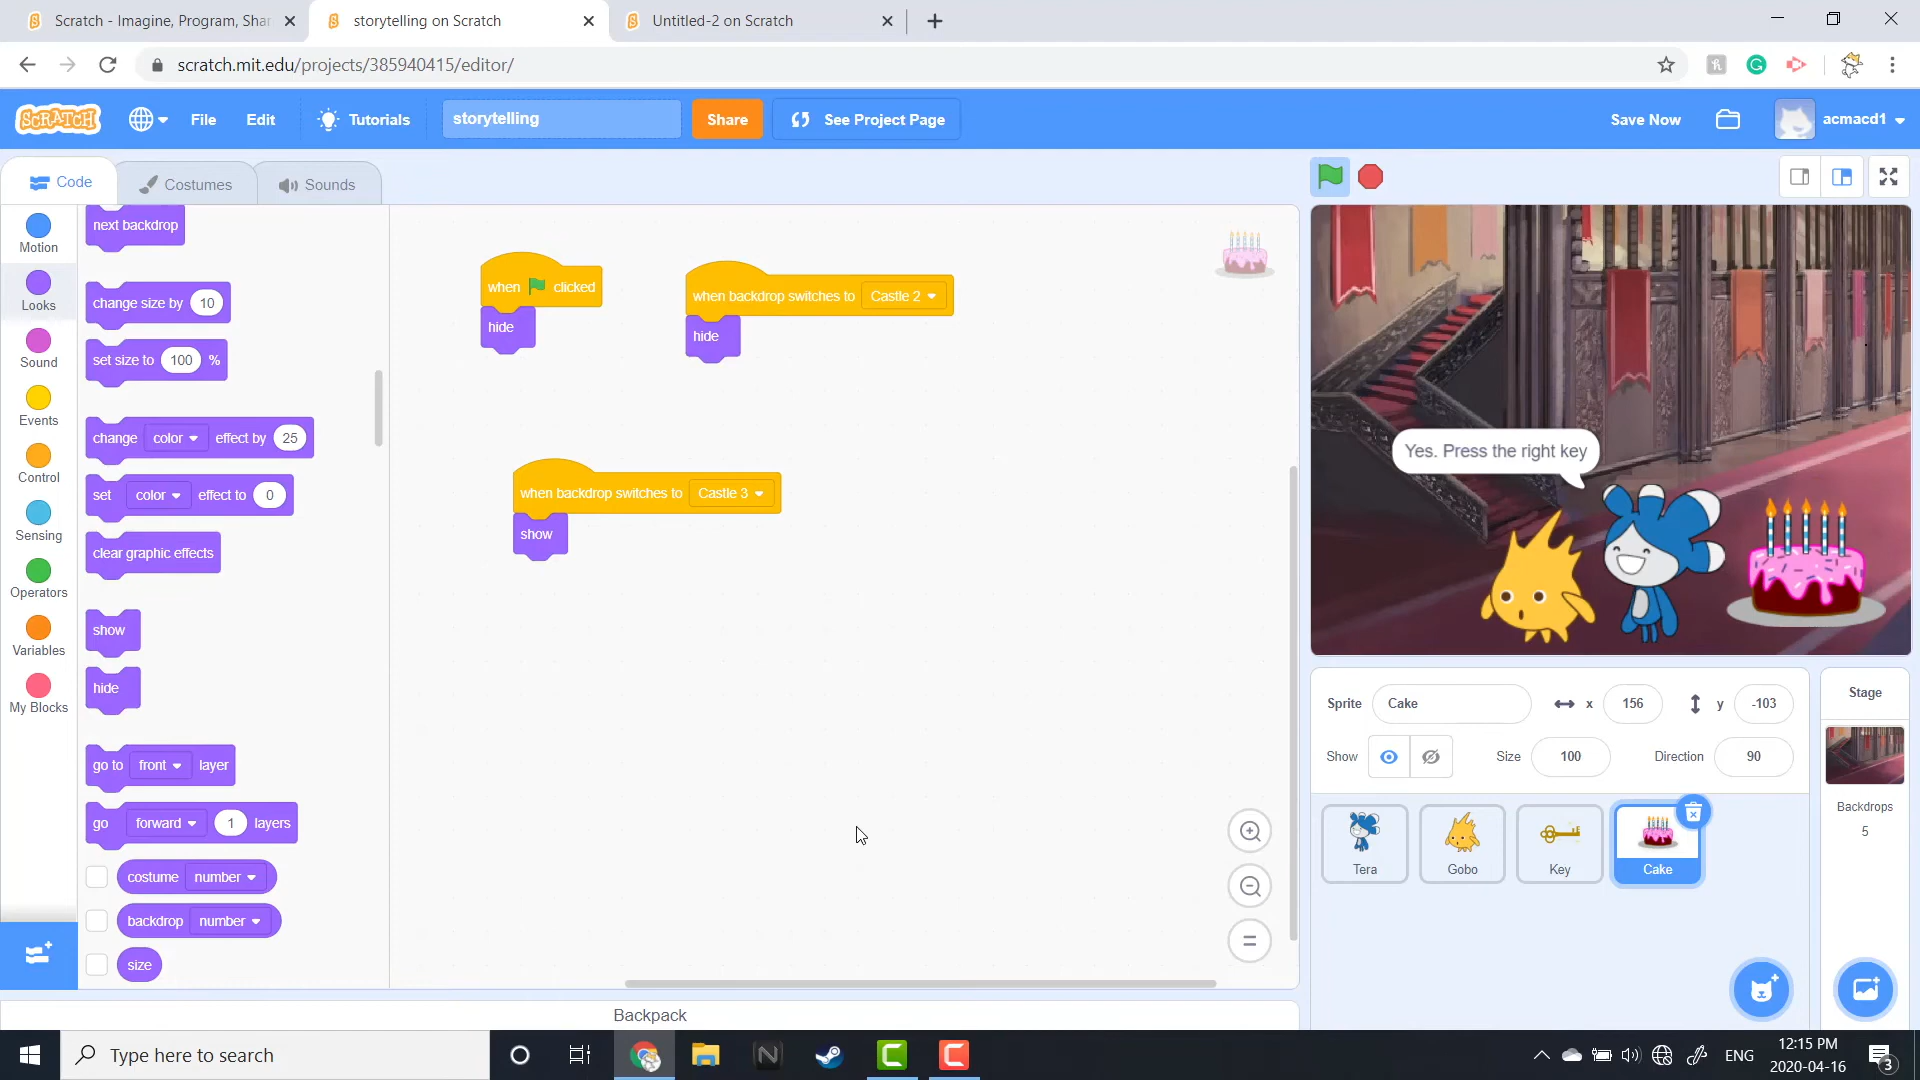 Scratch - Imagine, Program, Shar
storytelling on Scratch
Untitled-2 on Scratch
scratch.mit.edu/projects/385940415/editor/
SCRATCH
File
Edit
Tutorials
storytelling
Share
See Project Page
Save Now
acmacd1
Code
Costumes
Sounds
Motion
Looks
Sound
Events
Control
Sensing
Operators
Variables
My Blocks
next backdrop
change size by 10
set size to 100 %
change color effect by 25
set color effect to 0
clear graphic effects
show
hide
go to front layer
go forward 1 layers
costume number
backdrop number
size
when clicked
hide
when backdrop switches to Castle 2
hide
when backdrop switches to Castle 3
show
Yes. Press the right key
Sprite Cake x 156 y -103
Show Size 100 Direction 90
Tera
Gobo
Key
Cake
Stage
Backdrops
5
Backpack
Type here to search
ENG
12:15 PM
2020-04-16
3